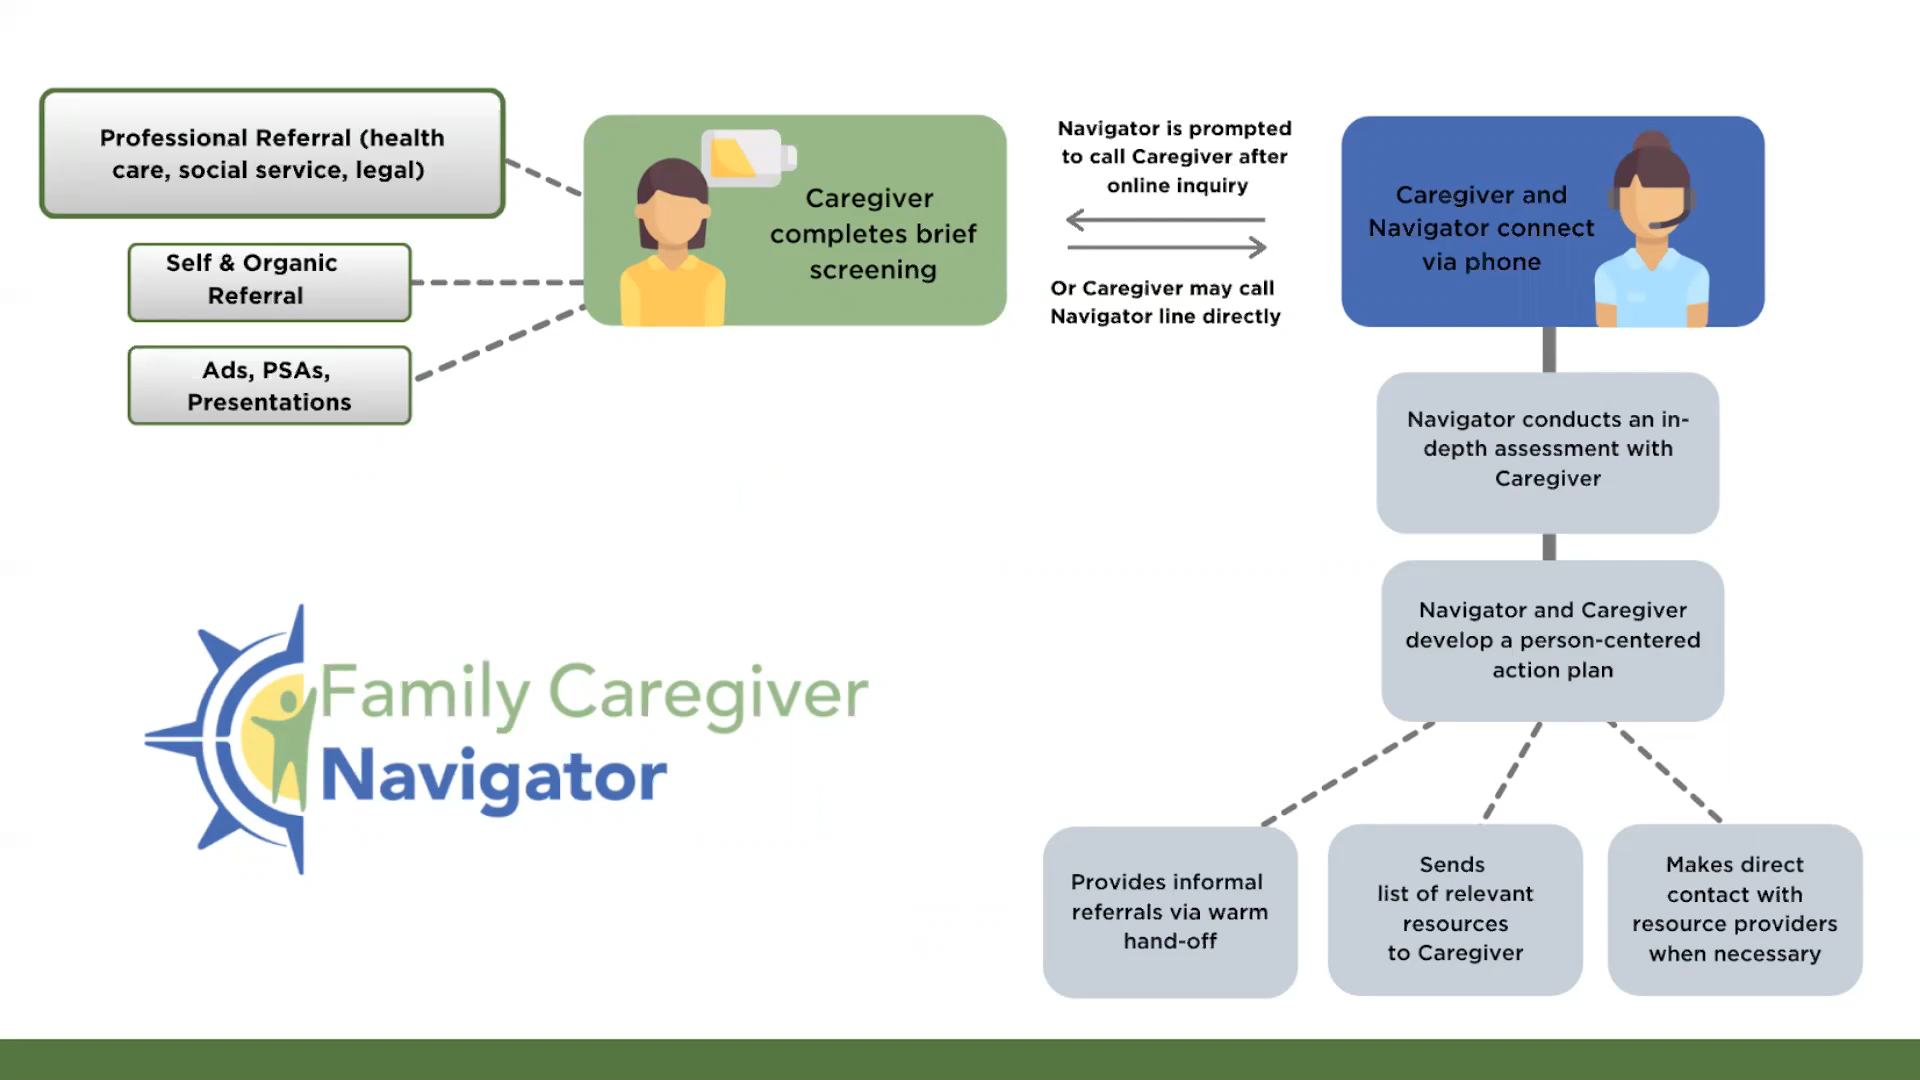 Professional Referral (health
care, social service, legal)
Self & Organic
Referral
Ads, PSAs,
Presentations
Caregiver
completes brief
screening
Navigator is prompted
to call Caregiver after
online inquiry
Or Caregiver may call
Navigator line directly
Caregiver and
Navigator connect
via phone
Navigator conducts an in-
depth assessment with
Caregiver
Navigator and Caregiver
develop a person-centered
action plan
Provides informal
referrals via warm
hand-off
Sends
list of relevant
resources
to Caregiver
Makes direct
contact with
resource providers
when necessary
Family Caregiver
Navigator